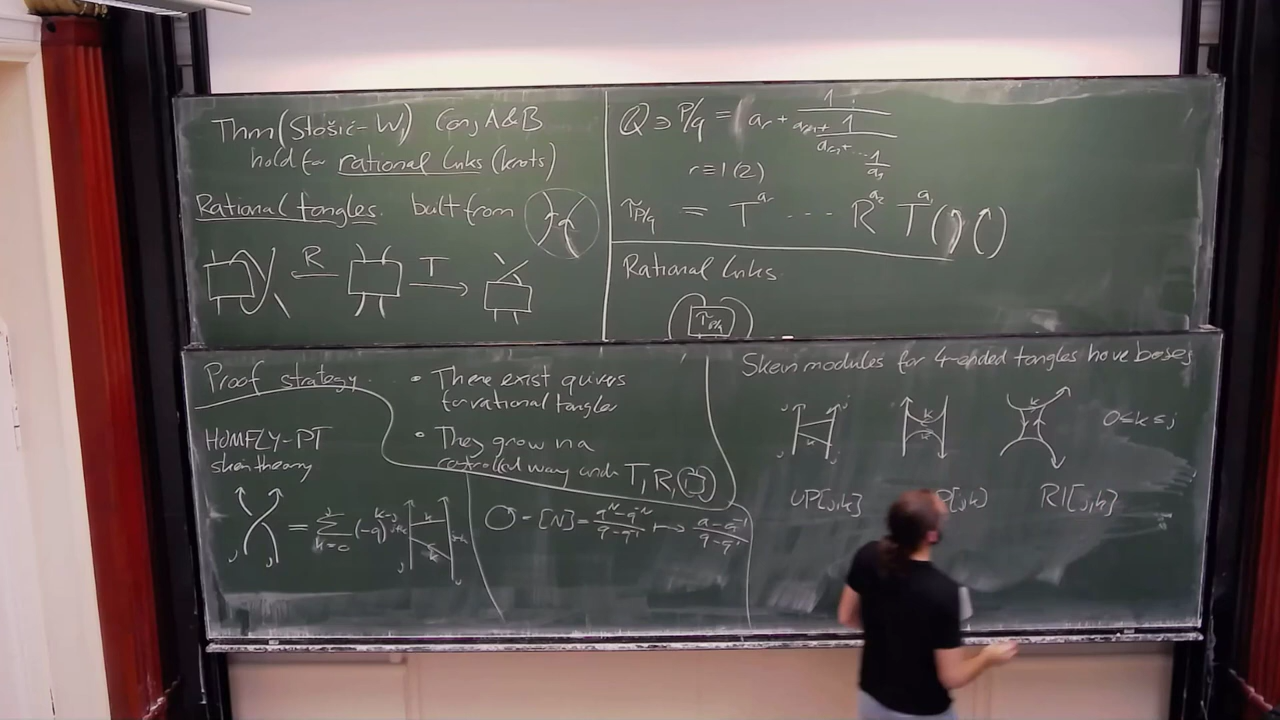 Thm (Stošić-W.) Conj A&B
hold for rational links (knots)
Rational tangles. built from
R T
Q ∋ P/q = a_r + 1/(a_{r-1} + 1/(a_{r-2} + ... 1/a_1))
r ≡ 1 (2)
τ_{P/q} = T^{a_r} ... R^{a_2} T^{a_1} ( )
Rational links
τ_{P/q}
Proof strategy
• There exist quivers
for rational tangles
• They grow in a
controlled way under T, R,
HOMFLY-PT
skein theory
= Σ_{k=0}^{j} (-q)^{k-j}
= [N] = (q^N - q^{-N})/(q - q^{-1}) ↦ (a - a^{-1})/(q - q^{-1})
Skein modules for 4-ended tangles have bases
0 ≤ k ≤ j
UP[j,k] P[j,k] RI[j,k]